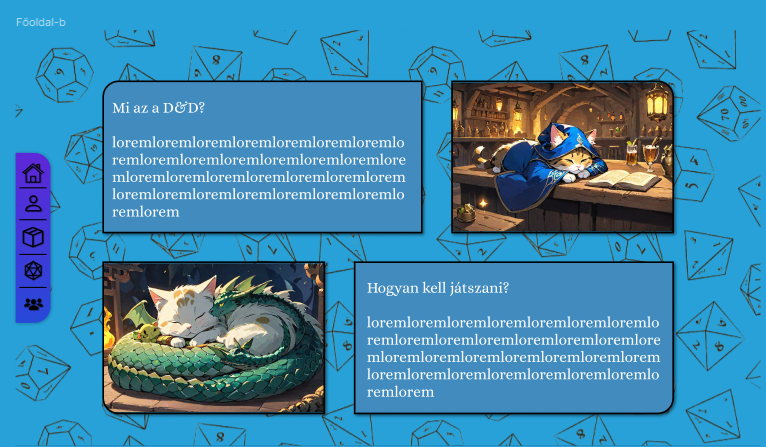 Főoldal-b
Mi az a D&D?
loremloremloremloremloremloremloremlo
remloremloremloremloremloremloremlore
mloremloremloremloremloremloremlorem
loremloremloremloremloremloremloremlo
remlorem
Hogyan kell játszani?
loremloremloremloremloremloremloremlo
remloremloremloremloremloremloremlore
mloremloremloremloremloremloremlorem
loremloremloremloremloremloremloremlo
remlorem